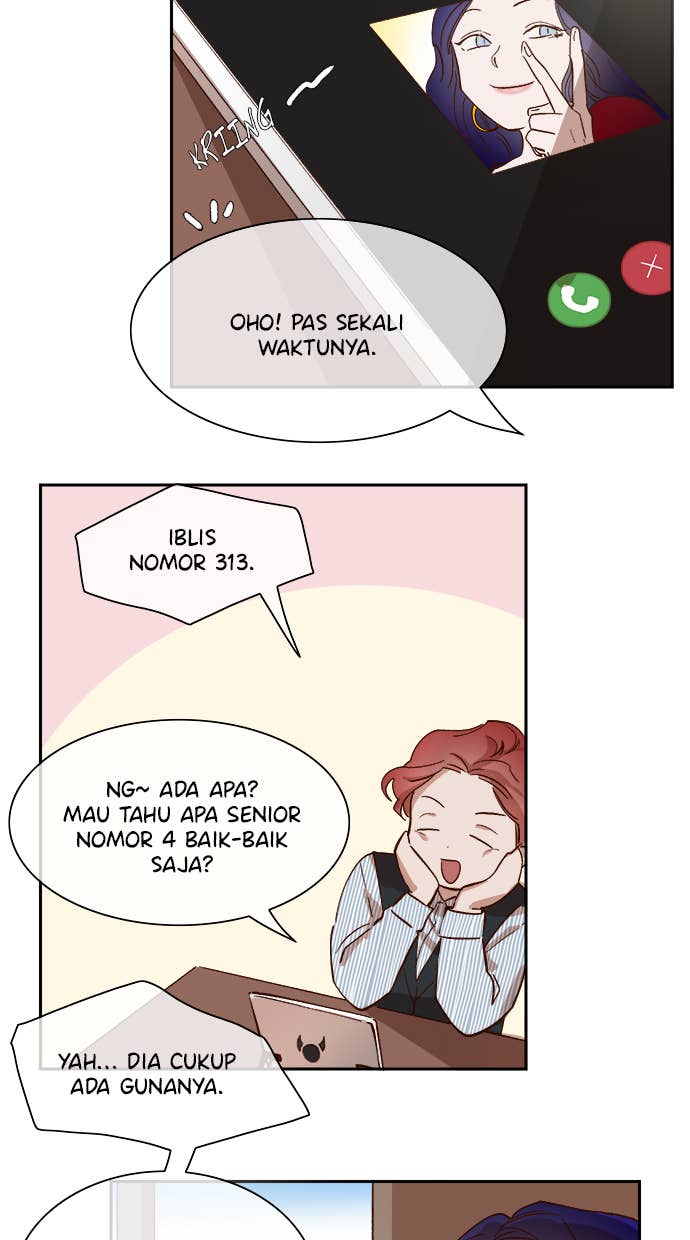 KRIING
OHO! PAS SEKALI
WAKTUNYA.
IBLIS
NOMOR 313.
NG~ ADA APA?
MAU TAHU APA SENIOR
NOMOR 4 BAIK-BAIK
SAJA?
YAH... DIA CUKUP
ADA GUNANYA.